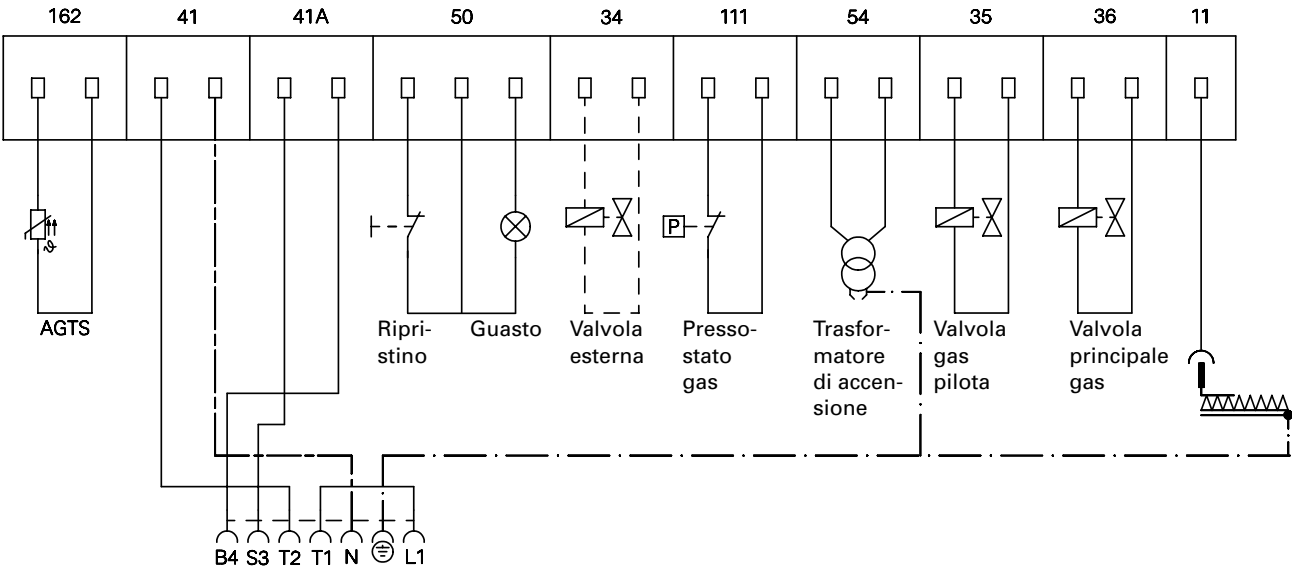 162 41 41A 50 34 111 54 35 36 11
P
ϑ
AGTS
Ripri-
stino
Guasto
Valvola
esterna
Presso-
stato
gas
Trasfor-
matore
di accen-
sione
Valvola
gas
pilota
Valvola
principale
gas
B4 S3 T2 T1 N L1